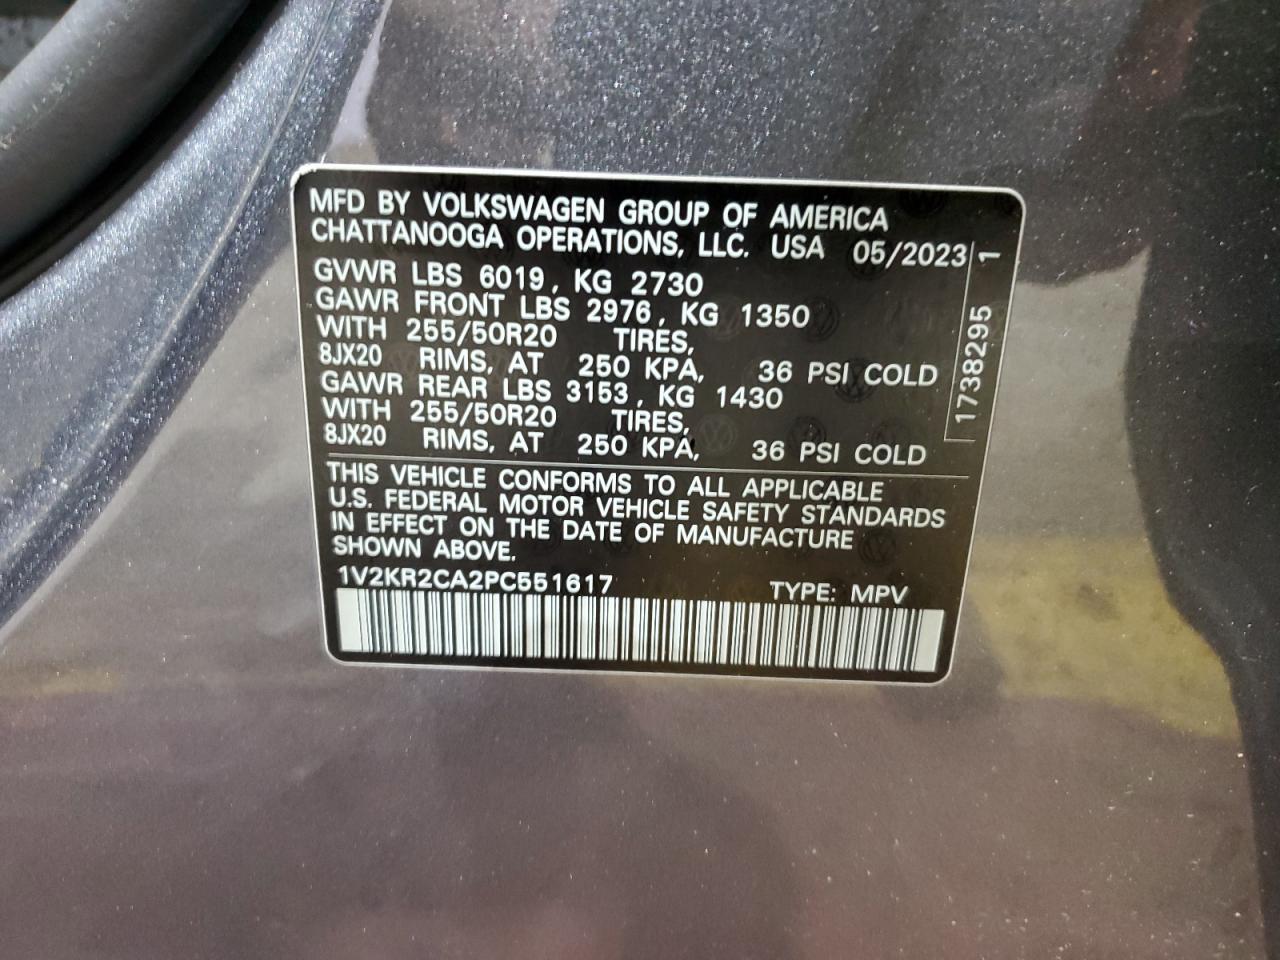 MFD BY VOLKSWAGEN GROUP OF AMERICA
CHATTANOOGA OPERATIONS, LLC. USA 05/2023
GVWR LBS 6019, KG 2730
GAWR FRONT LBS 2976, KG 1350
WITH 255/50R20 TIRES,
8JX20 RIMS, AT 250 KPA, 36 PSI COLD
GAWR REAR LBS 3153, KG 1430
WITH 255/50R20 TIRES,
8JX20 RIMS, AT 250 KPA, 36 PSI COLD
THIS VEHICLE CONFORMS TO ALL APPLICABLE
U.S. FEDERAL MOTOR VEHICLE SAFETY STANDARDS
IN EFFECT ON THE DATE OF MANUFACTURE
SHOWN ABOVE.
1V2KR2CA2PC551617 TYPE: MPV
1738295 1